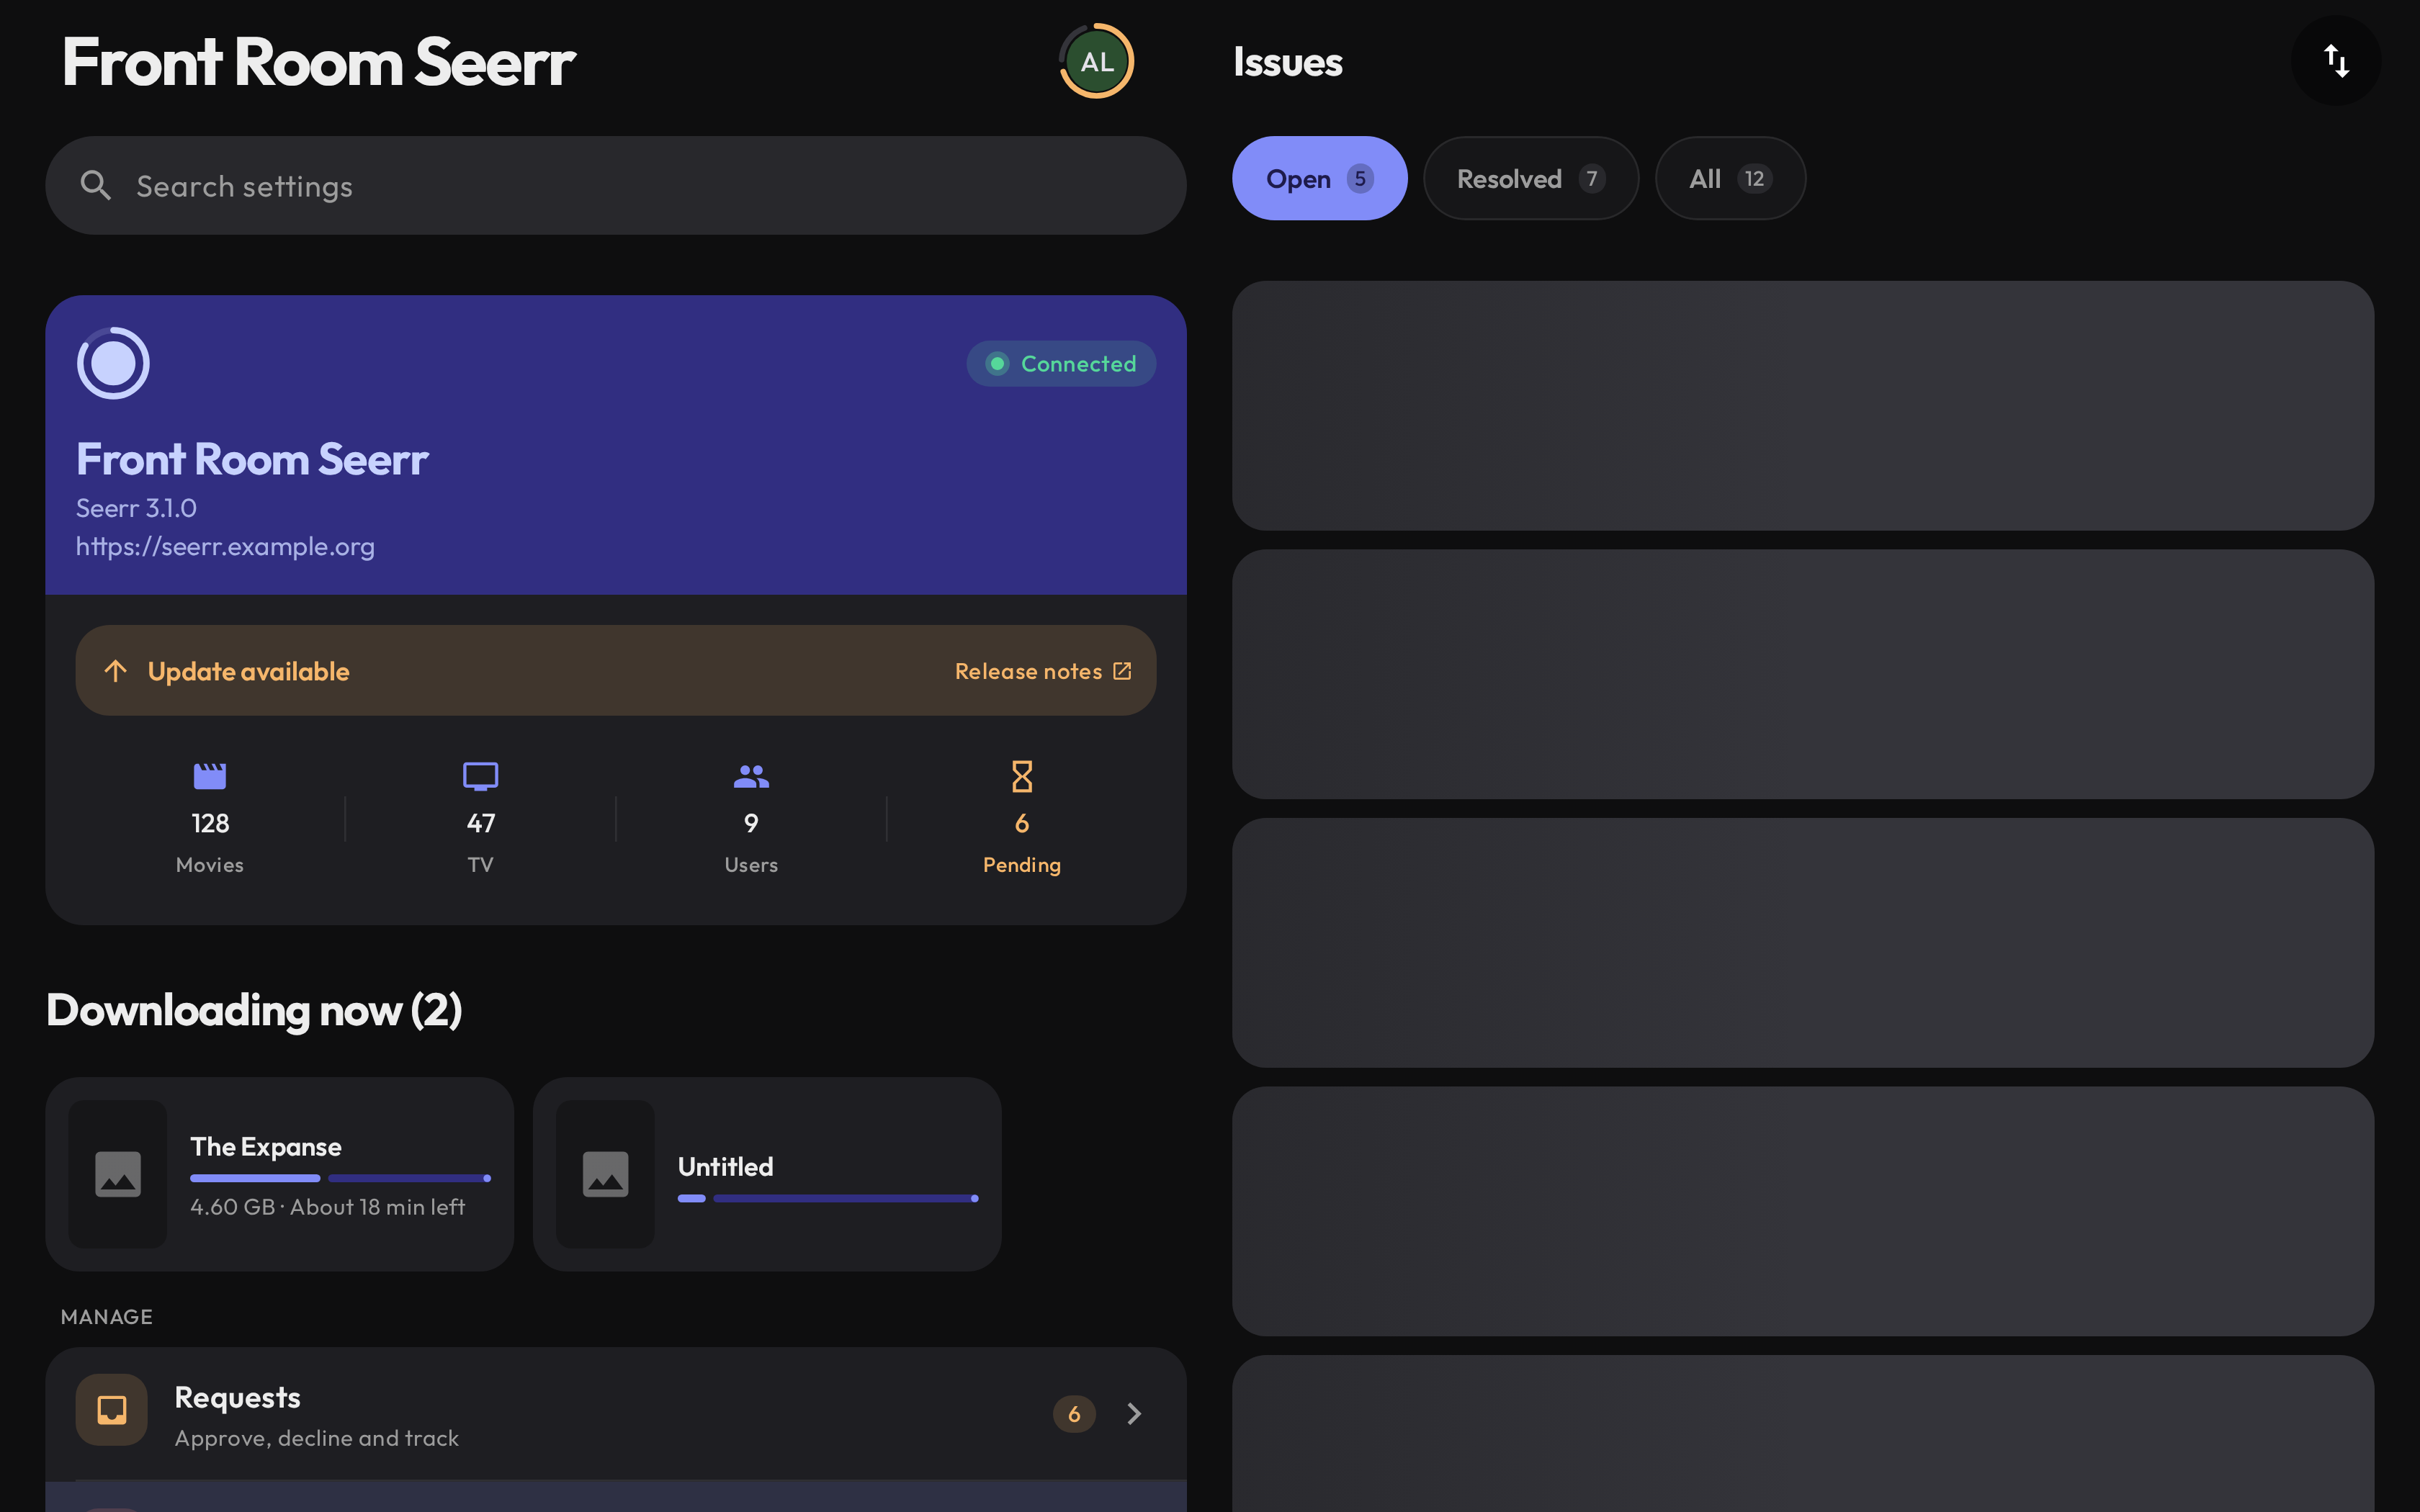 Front Room Seerr
AL
Search settings
Connected
Front Room Seerr
Seerr 3.1.0
https://seerr.example.org
Update available
Release notes
128
Movies
47
TV
9
Users
6
Pending
Downloading now (2)
The Expanse
4.60 GB · About 18 min left
Untitled
MANAGE
Requests
Approve, decline and track
6
Issues
Open 5
Resolved 7
All 12